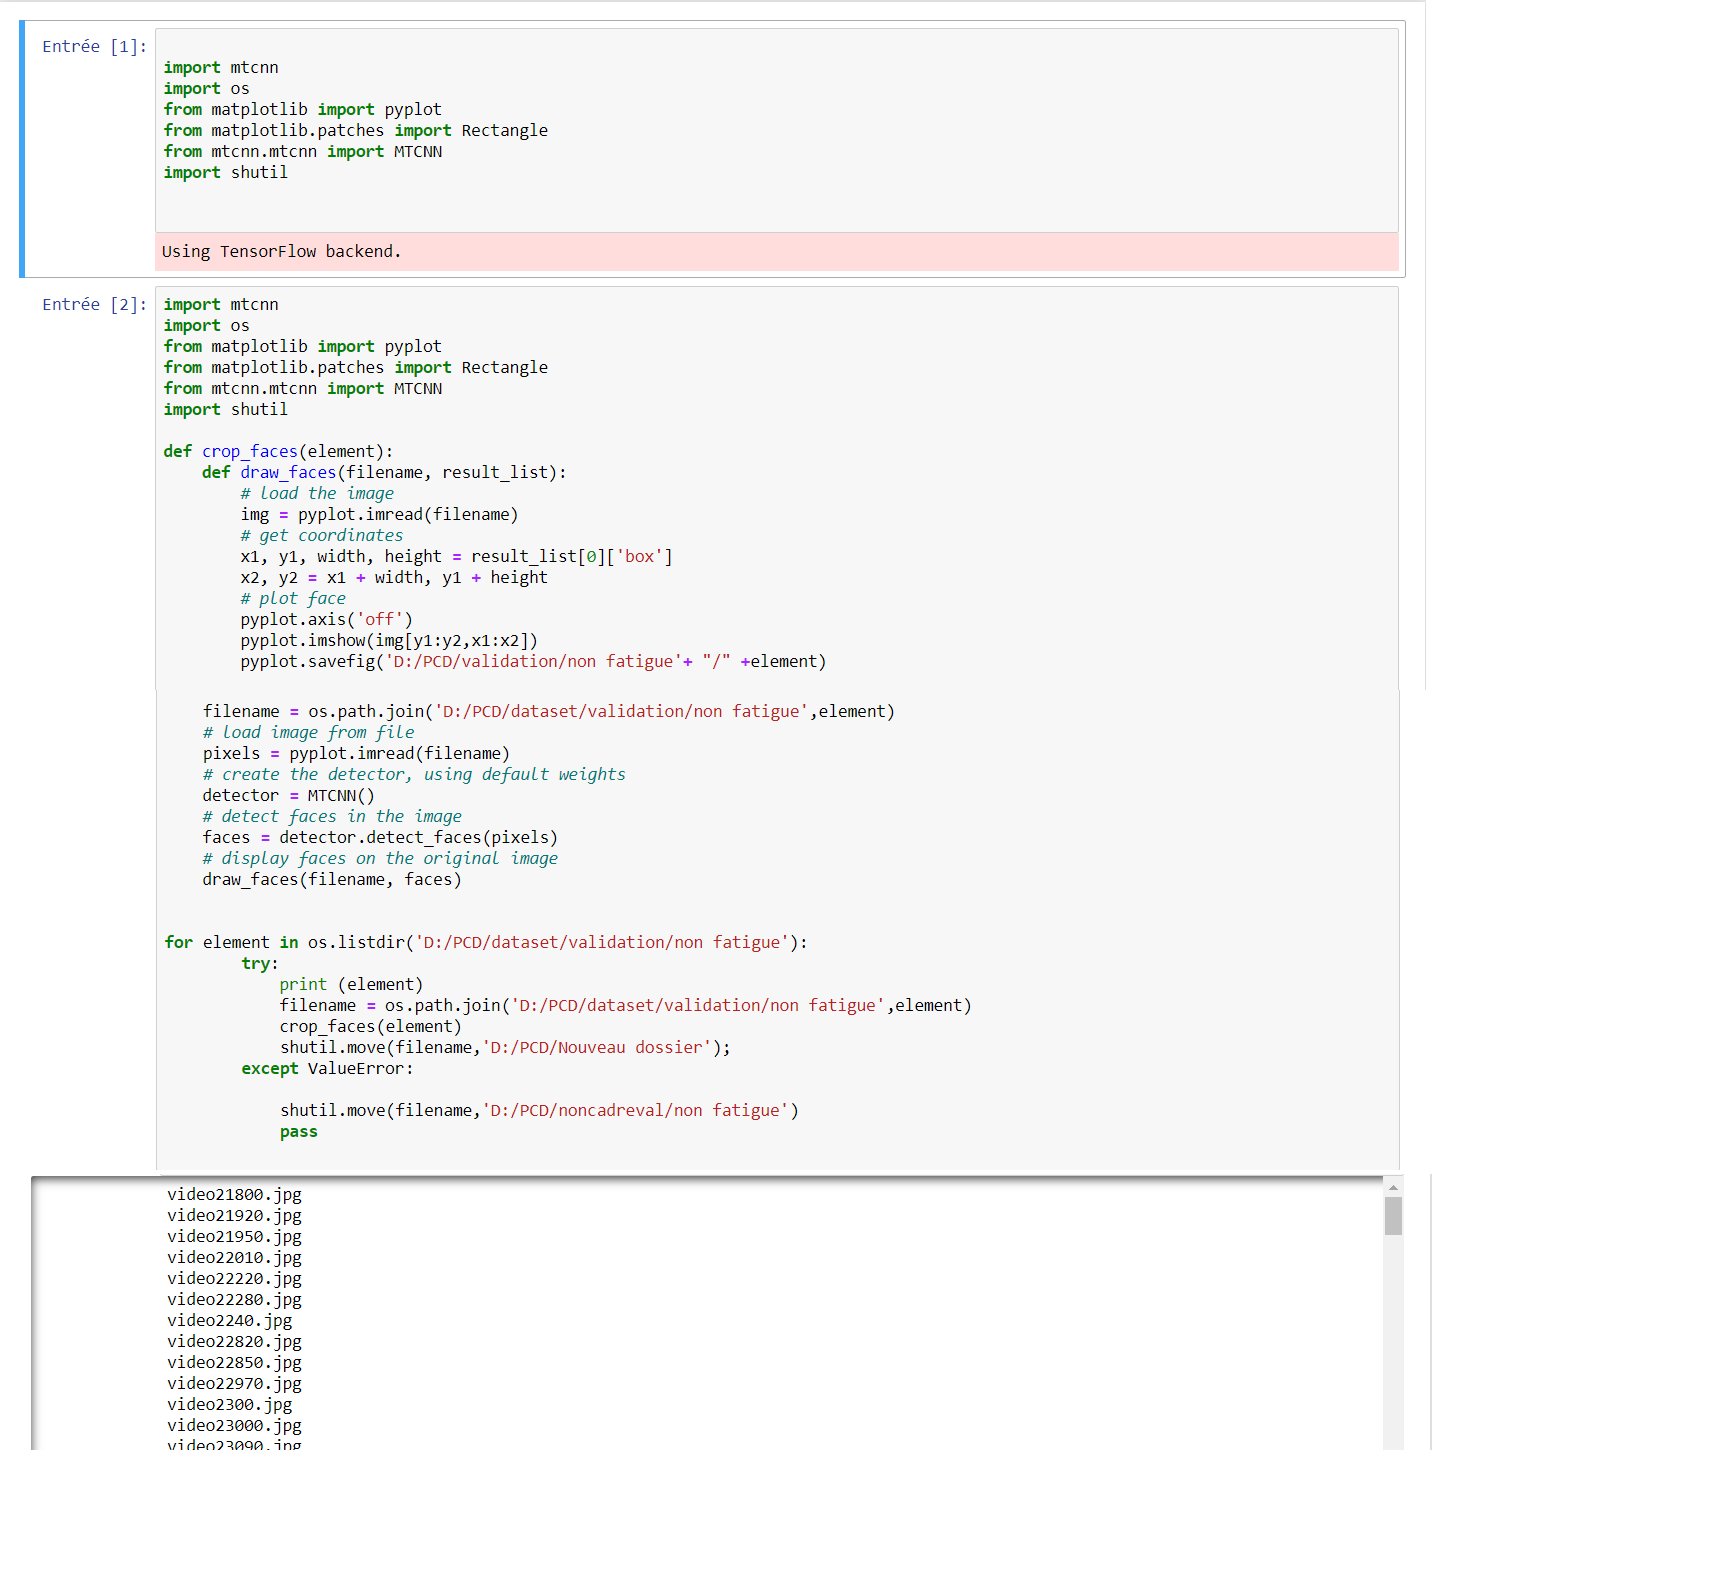 Entrée [1]:
import mtcnn
import os
from matplotlib import pyplot
from matplotlib.patches import Rectangle
from mtcnn.mtcnn import MTCNN
import shutil
Using TensorFlow backend.
Entrée [2]:
import mtcnn
import os
from matplotlib import pyplot
from matplotlib.patches import Rectangle
from mtcnn.mtcnn import MTCNN
import shutil
def crop_faces(element):
    def draw_faces(filename, result_list):
        # load the image
        img = pyplot.imread(filename)
        # get coordinates
        x1, y1, width, height = result_list[0]['box']
        x2, y2 = x1 + width, y1 + height
        # plot face
        pyplot.axis('off')
        pyplot.imshow(img[y1:y2,x1:x2])
        pyplot.savefig('D:/PCD/validation/non fatigue'+ "/" +element)
    filename = os.path.join('D:/PCD/dataset/validation/non fatigue',element)
    # load image from file
    pixels = pyplot.imread(filename)
    # create the detector, using default weights
    detector = MTCNN()
    # detect faces in the image
    faces = detector.detect_faces(pixels)
    # display faces on the original image
    draw_faces(filename, faces)
for element in os.listdir('D:/PCD/dataset/validation/non fatigue'):
        try:
            print (element)
            filename = os.path.join('D:/PCD/dataset/validation/non fatigue',element)
            crop_faces(element)
            shutil.move(filename,'D:/PCD/Nouveau dossier');
        except ValueError:
            shutil.move(filename,'D:/PCD/noncadreval/non fatigue')
            pass
video21800.jpg
video21920.jpg
video21950.jpg
video22010.jpg
video22220.jpg
video22280.jpg
video2240.jpg
video22820.jpg
video22850.jpg
video22970.jpg
video2300.jpg
video23000.jpg
video23090.jpg